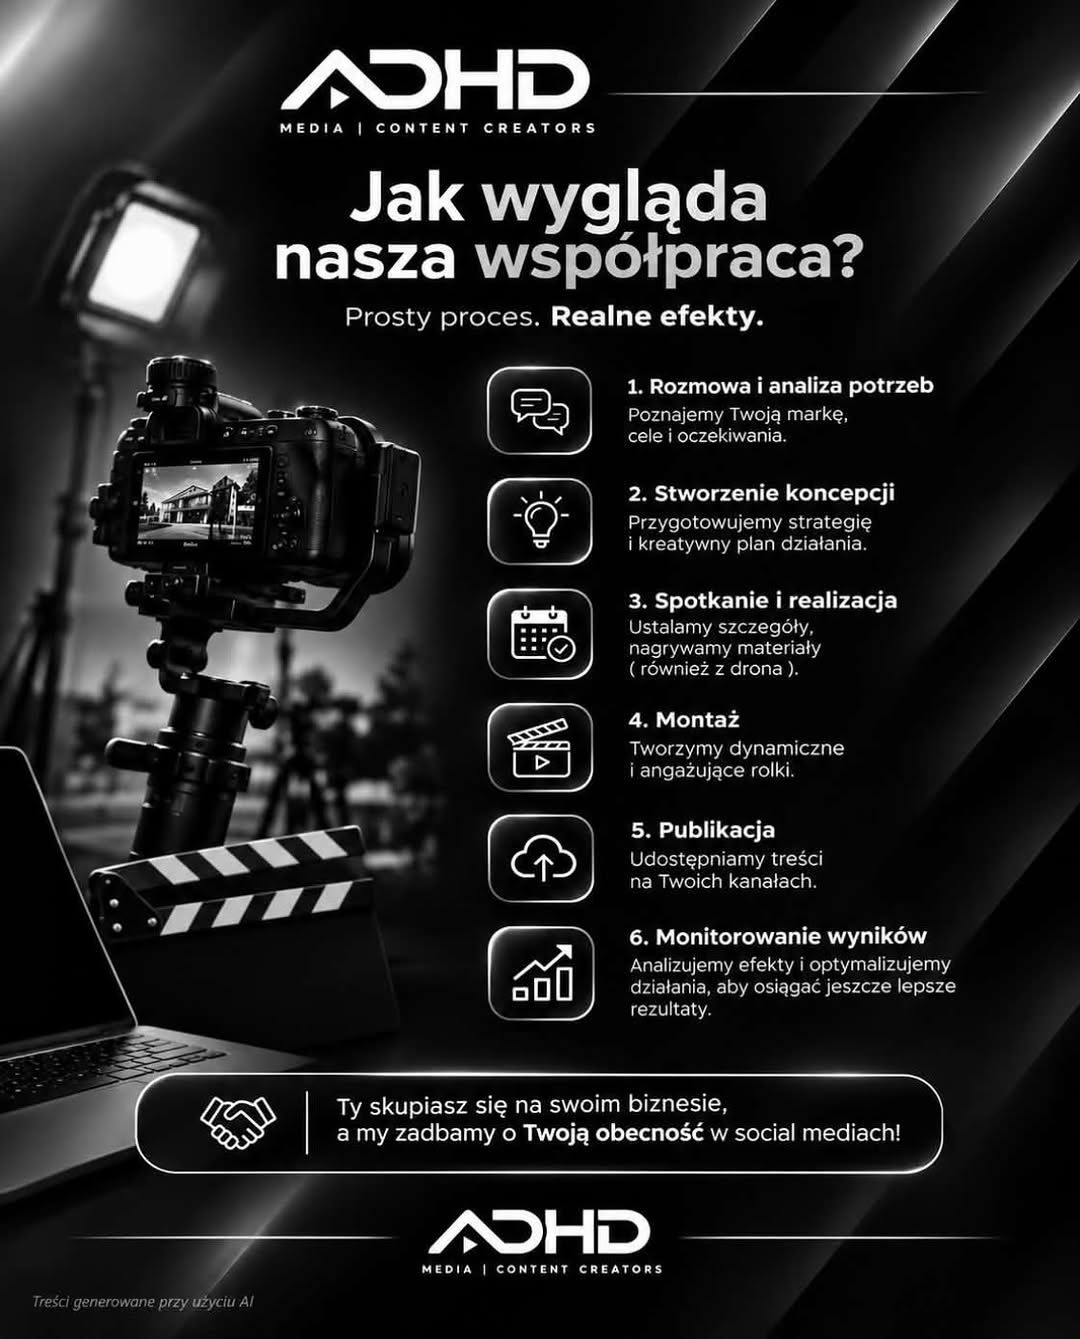 ADHD
MEDIA | CONTENT CREATORS
Jak wygląda
nasza współpraca?
Prosty proces. Realne efekty.
1. Rozmowa i analiza potrzeb
Poznajemy Twoją markę,
cele i oczekiwania.
2. Stworzenie koncepcji
Przygotowujemy strategię
i kreatywny plan działania.
3. Spotkanie i realizacja
Ustalamy szczegóły,
nagrywamy materiały
( również z drona ).
4. Montaż
Tworzymy dynamiczne
i angażujące rolki.
5. Publikacja
Udostępniamy treści
na Twoich kanałach.
6. Monitorowanie wyników
Analizujemy efekty i optymalizujemy
działania, aby osiągać jeszcze lepsze
rezultaty.
Ty skupiasz się na swoim biznesie,
a my zadbamy o Twoją obecność w social mediach!
ADHD
MEDIA | CONTENT CREATORS
Treści generowane przy użyciu AI